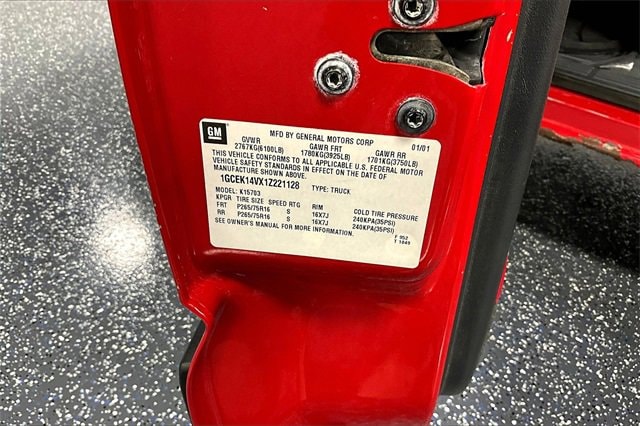 GM
MFD BY GENERAL MOTORS CORP 01/01
GVWR GAWR FRT GAWR RR
2767KG(6100LB) 1780KG(3925LB) 1701KG(3750LB)
THIS VEHICLE CONFORMS TO ALL APPLICABLE U.S. FEDERAL MOTOR
VEHICLE SAFETY STANDARDS IN EFFECT ON THE DATE OF
MANUFACTURE SHOWN ABOVE.
1GCEK14VX1Z221128 TYPE: TRUCK
MODEL: K15703
KPGR TIRE SIZE SPEED RTG RIM COLD TIRE PRESSURE
FRT P265/75R16 S 16X7J 240KPA(35PSI)
RR P265/75R16 S 16X7J 240KPA(35PSI)
SEE OWNER'S MANUAL FOR MORE INFORMATION.
F 952
T 1049